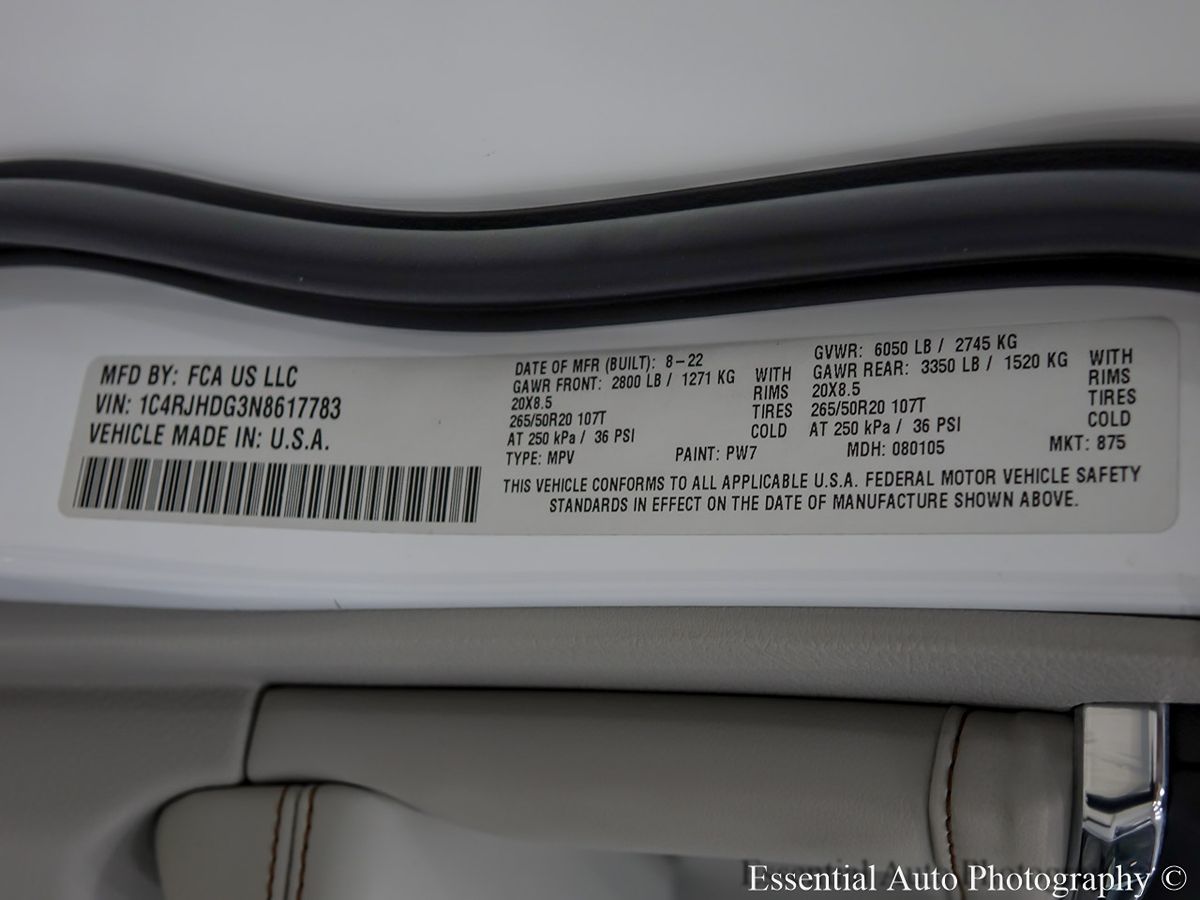 MFD BY: FCA US LLC
VIN: 1C4RJHDG3N8617783
VEHICLE MADE IN: U.S.A.
DATE OF MFR (BUILT): 8-22
GAWR FRONT: 2800 LB / 1271 KG WITH
20X8.5 RIMS
265/50R20 107T TIRES
AT 250 kPa / 36 PSI COLD
GVWR: 6050 LB / 2745 KG
GAWR REAR: 3350 LB / 1520 KG WITH
20X8.5 RIMS
265/50R20 107T TIRES
AT 250 kPa / 36 PSI COLD
TYPE: MPV PAINT: PW7 MDH: 080105 MKT: 875
THIS VEHICLE CONFORMS TO ALL APPLICABLE U.S.A. FEDERAL MOTOR VEHICLE SAFETY
STANDARDS IN EFFECT ON THE DATE OF MANUFACTURE SHOWN ABOVE.
Essential Auto Photography ©